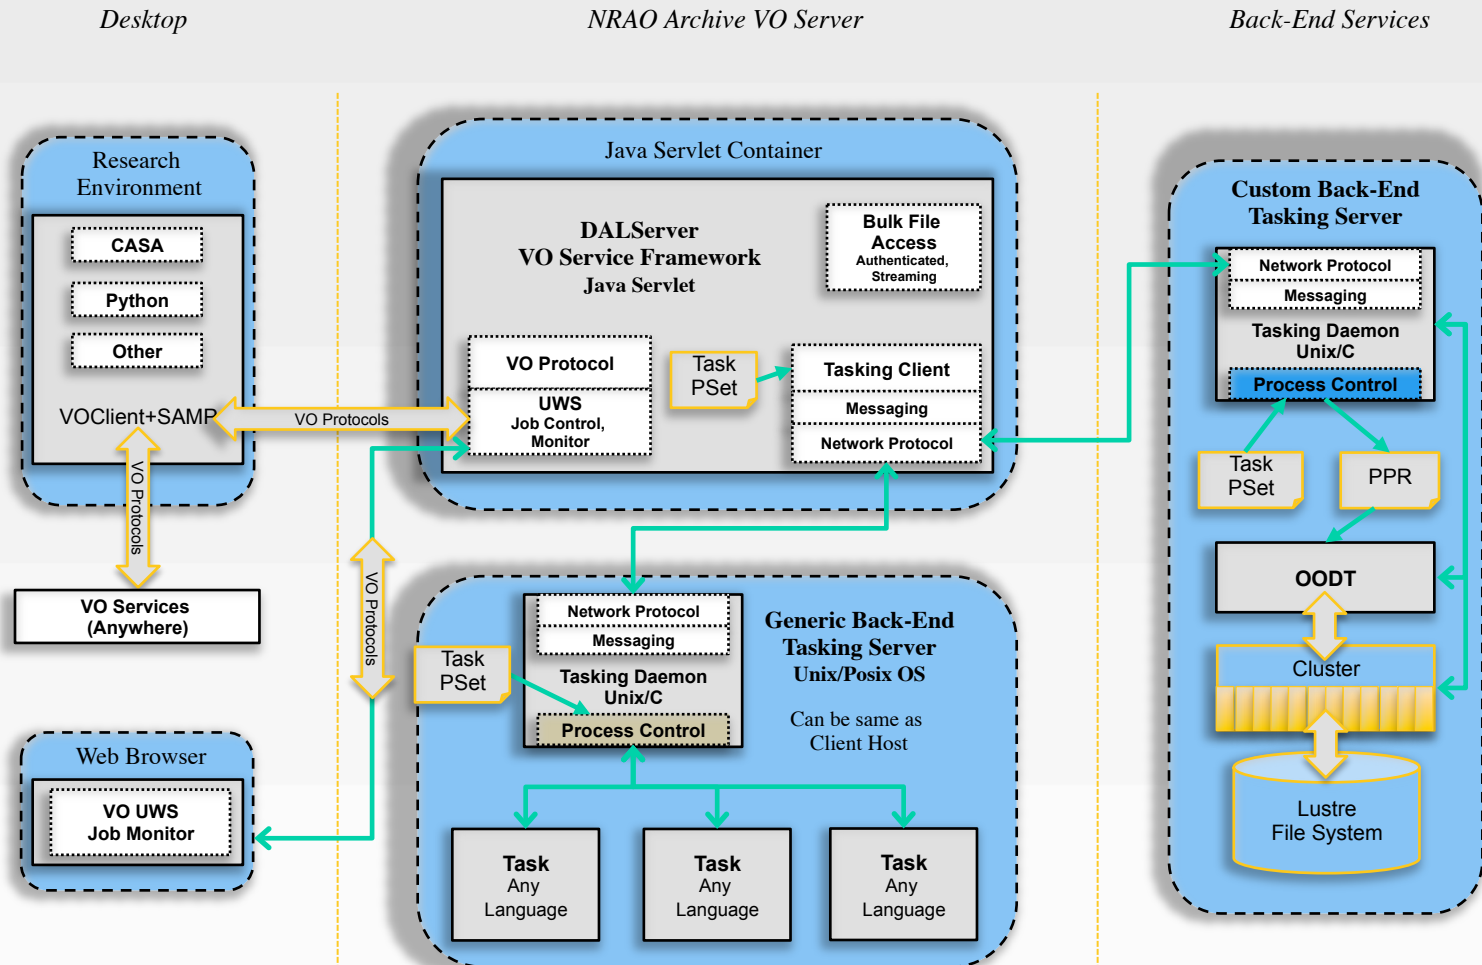 Desktop
NRAO Archive VO Server
Back-End Services
Research
Environment
CASA
Python
Other
VOClient+SAMP
VO Protocols
VO Protocols
VO Services
(Anywhere)
Web Browser
VO UWS
Job Monitor
VO Protocols
Java Servlet Container
DALServer
VO Service Framework
Java Servlet
Bulk File
Access
Authenticated,
Streaming
VO Protocol
UWS
Job Control,
Monitor
Task
PSet
Tasking Client
Messaging
Network Protocol
Network Protocol
Messaging
Tasking Daemon
Unix/C
Process Control
Task
PSet
Generic Back-End
Tasking Server
Unix/Posix OS
Can be same as
Client Host
Task
Any
Language
Task
Any
Language
Task
Any
Language
Custom Back-End
Tasking Server
Network Protocol
Messaging
Tasking Daemon
Unix/C
Process Control
Task
PSet
PPR
OODT
Cluster
Lustre
File System